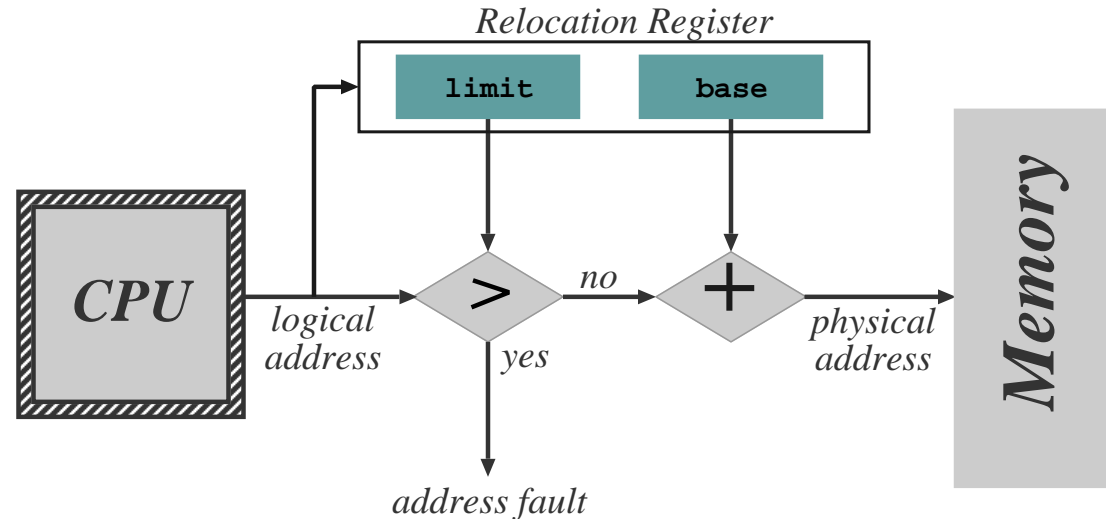 Relocation Register
limit
base
CPU
>
no
+
logical
address
yes
physical
address
Memory
address fault